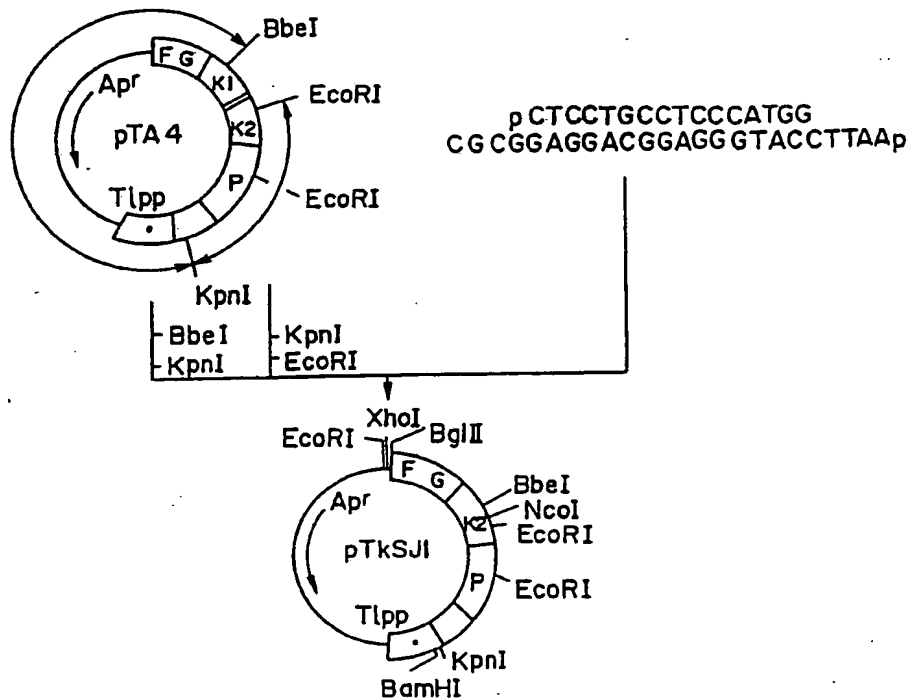 BbeI
F G
K1
Apr
EcoRI
pTA4
K2
P
EcoRI
Tlpp
KpnI
pCTCCTGCCTCCCATGG
CGCGGAGGACGGAGGGTACCTTAAp
BbeI
KpnI
KpnI
EcoRI
XhoI
EcoRI
BglII
F G
BbeI
NcoI
Apr
K2
EcoRI
pTkSJ1
EcoRI
P
Tlpp
KpnI
BamHI